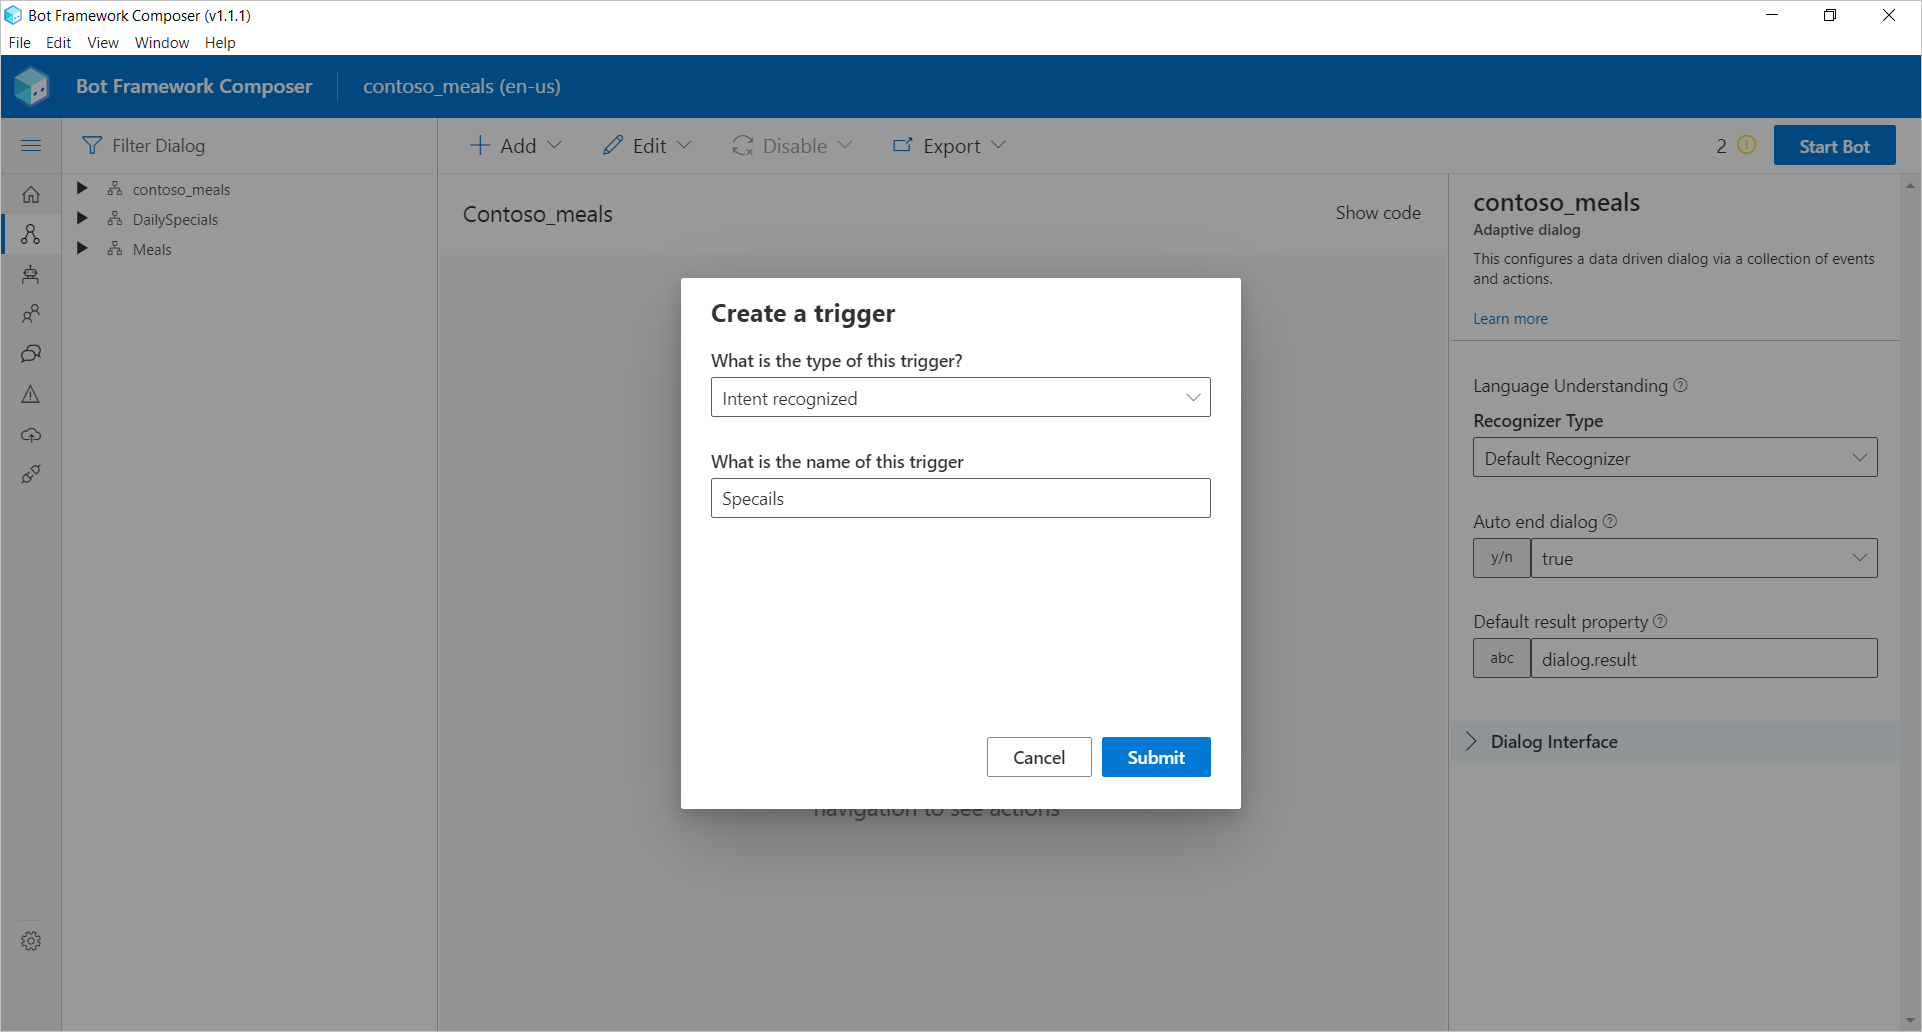 Bot Framework Composer (v1.1.1)
File Edit View Window Help
Bot Framework Composer contoso_meals (en-us)
Filter Dialog
Add Edit Disable Export 2 Start Bot
contoso_meals
DailySpecials
Meals
Contoso_meals Show code
Create a trigger
What is the type of this trigger?
Intent recognized
What is the name of this trigger
Specails
Cancel Submit
navigation to see actions
contoso_meals
Adaptive dialog
This configures a data driven dialog via a collection of events
and actions.
Learn more
Language Understanding
Recognizer Type
Default Recognizer
Auto end dialog
y/n true
Default result property
abc dialog.result
Dialog Interface